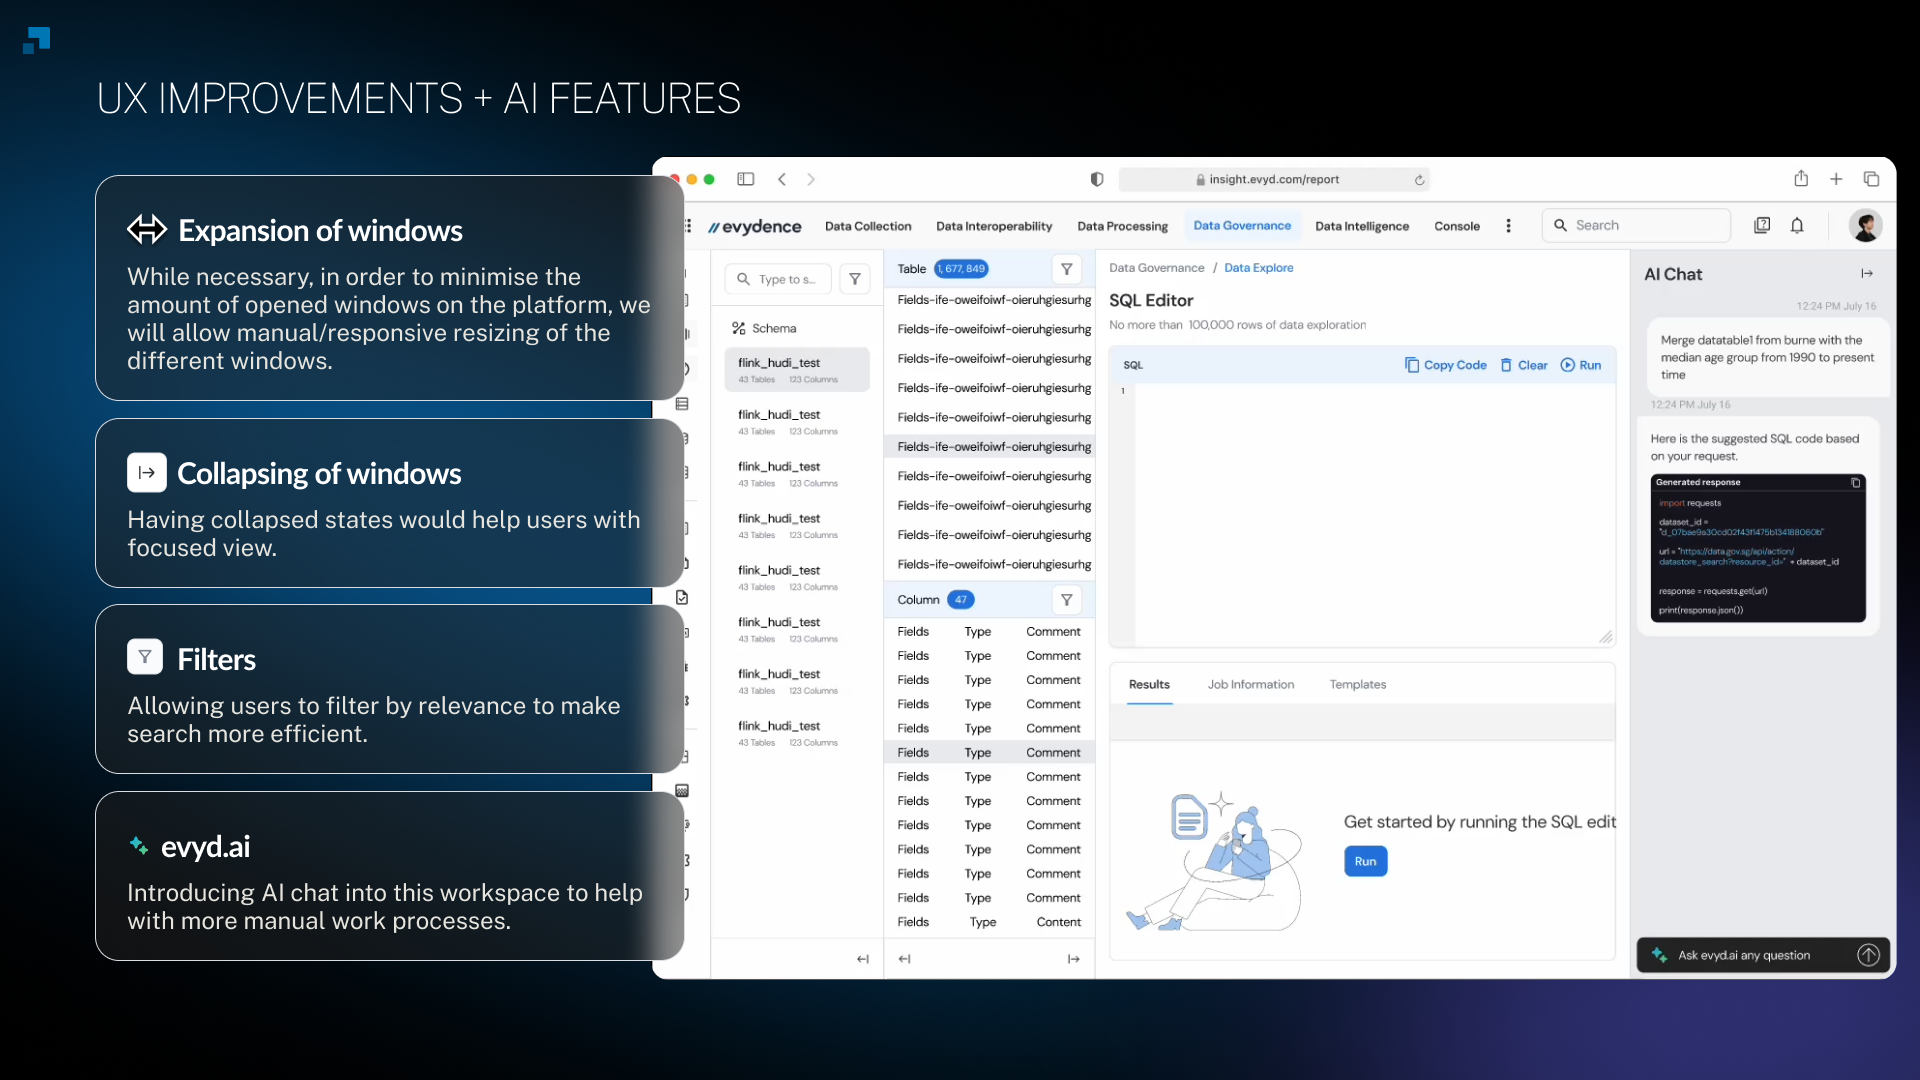 UX IMPROVEMENTS + AI FEATURES
Expansion of windows
While necessary, in order to minimise the
amount of opened windows on the platform, we
will allow manual/responsive resizing of the
different windows.
Collapsing of windows
Having collapsed states would help users with
focused view.
Filters
Allowing users to filter by relevance to make
search more efficient.
evyd.ai
Introducing AI chat into this workspace to help
with more manual work processes.
insight.evyd.com/report
evydence
Data Collection
Data Interoperability
Data Processing
Data Governance
Data Intelligence
Console
Search
Type to s...
Schema
flink_hudi_test
43 Tables 123 Columns
flink_hudi_test
43 Tables 123 Columns
flink_hudi_test
43 Tables 123 Columns
flink_hudi_test
43 Tables 123 Columns
flink_hudi_test
43 Tables 123 Columns
flink_hudi_test
43 Tables 123 Columns
flink_hudi_test
43 Tables 123 Columns
flink_hudi_test
43 Tables 123 Columns
Table 1, 677, 849
Fields-ife-oweifoiwf-oieruhgiesurhg
Fields-ife-oweifoiwf-oieruhgiesurhg
Fields-ife-oweifoiwf-oieruhgiesurhg
Fields-ife-oweifoiwf-oieruhgiesurhg
Fields-ife-oweifoiwf-oieruhgiesurhg
Fields-ife-oweifoiwf-oieruhgiesurhg
Fields-ife-oweifoiwf-oieruhgiesurhg
Fields-ife-oweifoiwf-oieruhgiesurhg
Fields-ife-oweifoiwf-oieruhgiesurhg
Fields-ife-oweifoiwf-oieruhgiesurhg
Column 47
Fields Type Comment
Fields Type Comment
Fields Type Comment
Fields Type Comment
Fields Type Comment
Fields Type Comment
Fields Type Comment
Fields Type Comment
Fields Type Comment
Fields Type Comment
Fields Type Comment
Fields Type Comment
Fields Type Content
Data Governance / Data Explore
SQL Editor
No more than 100,000 rows of data exploration
SQL
Copy Code
Clear
Run
1
Results
Job Information
Templates
Get started by running the SQL edit
Run
AI Chat
12:24 PM July 16
Merge datatable1 from burne with the
median age group from 1990 to present
time
12:24 PM July 16
Here is the suggested SQL code based
on your request.
Generated response
import requests
dataset_id =
"d_07bae9a30cd02f43f1475b134188060b"
url = "https://data.gov.sg/api/action/
datastore_search?resource_id=" + dataset_id
response = requests.get(url)
print(response.json())
Ask evyd.ai any question